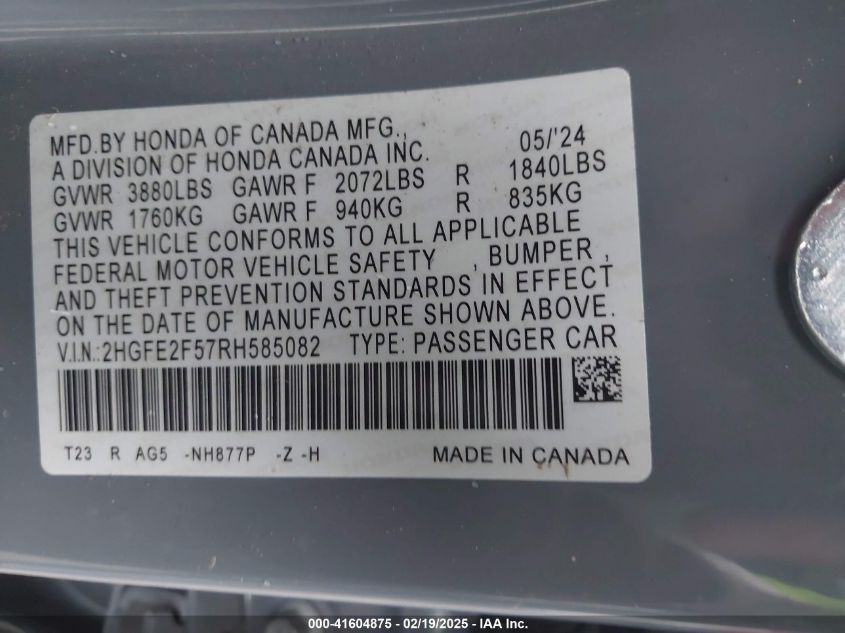 MFD.BY HONDA OF CANADA MFG., 05/'24
A DIVISION OF HONDA CANADA INC.
GVWR 3880LBS GAWR F 2072LBS R 1840LBS
GVWR 1760KG GAWR F 940KG R 835KG
THIS VEHICLE CONFORMS TO ALL APPLICABLE
FEDERAL MOTOR VEHICLE SAFETY , BUMPER ,
AND THEFT PREVENTION STANDARDS IN EFFECT
ON THE DATE OF MANUFACTURE SHOWN ABOVE.
V.I.N.:2HGFE2F57RH585082 TYPE: PASSENGER CAR
T23 R AG5 -NH877P -Z -H MADE IN CANADA
000-41604875 - 02/19/2025 - IAA Inc.